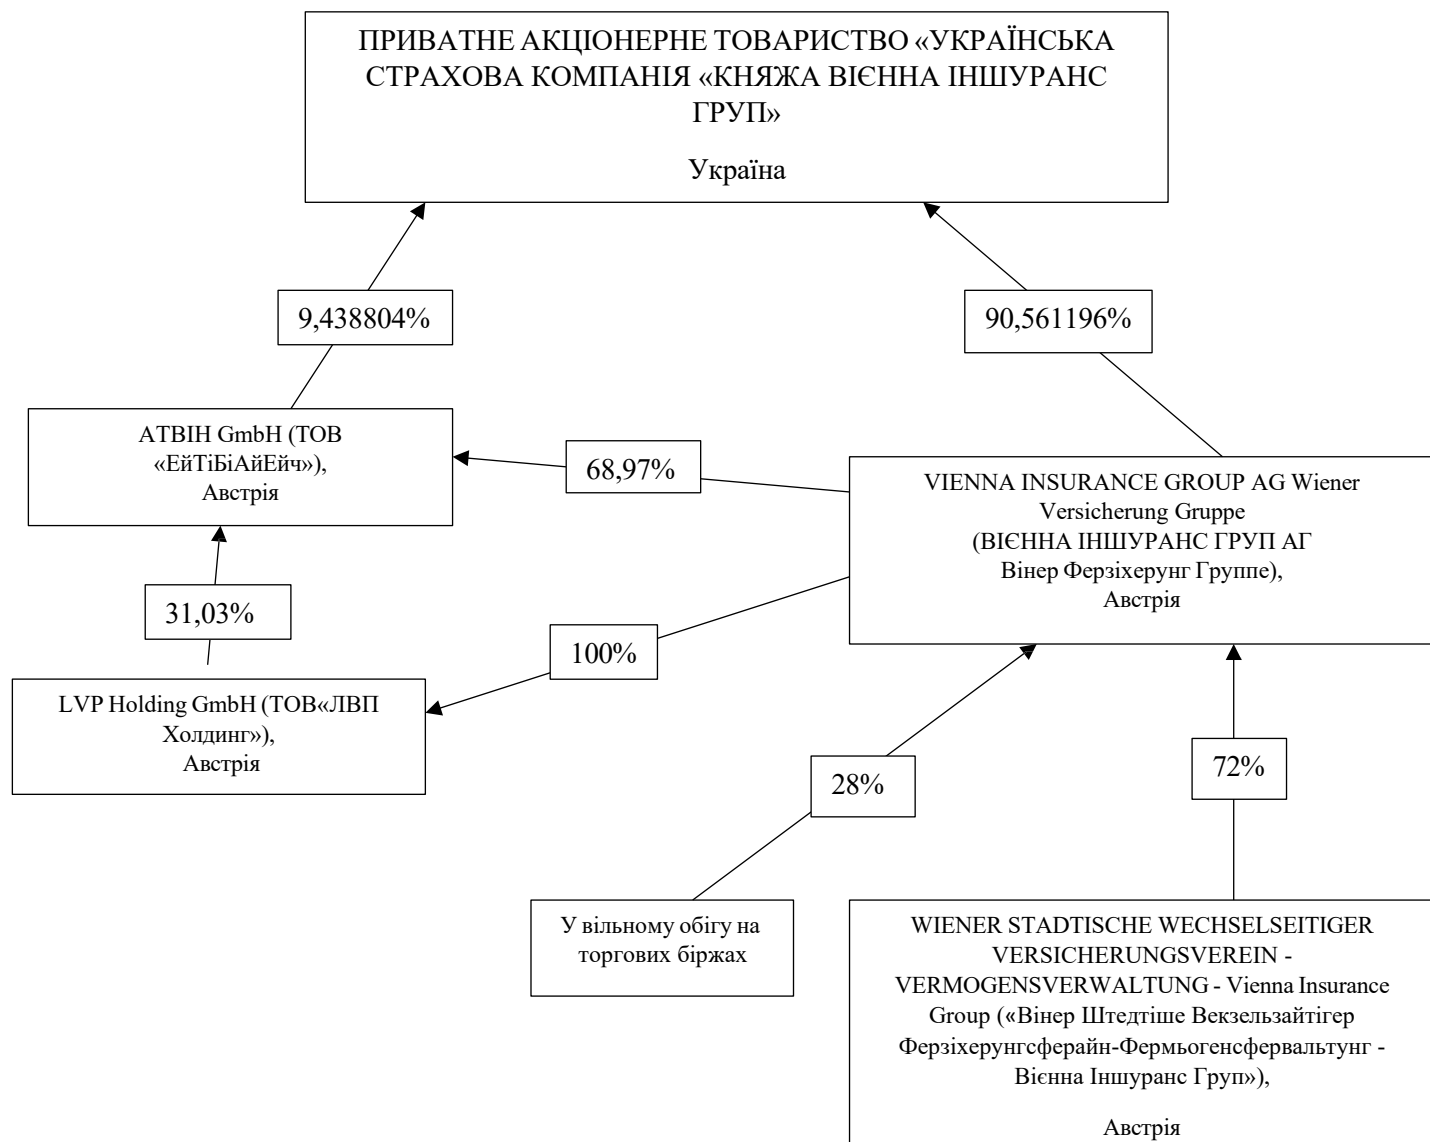 ПРИВАТНЕ АКЦІОНЕРНЕ ТОВАРИСТВО «УКРАЇНСЬКА
СТРАХОВА КОМПАНІЯ «КНЯЖА ВІЄННА ІНШУРАНС
ГРУП»
Україна
9,438804%
90,561196%
ATBIH GmbH (ТОВ
«ЕйТіБіАйЕйч»),
Австрія
68,97%
VIENNA INSURANCE GROUP AG Wiener
Versicherung Gruppe
(ВІЄННА ІНШУРАНС ГРУП АГ
Вінер Ферзіхерунг Группе),
Австрія
31,03%
100%
LVP Holding GmbH (ТОВ«ЛВП
Холдинг»),
Австрія
28%
72%
У вільному обігу на
торгових біржах
WIENER STADTISCHE WECHSELSEITIGER
VERSICHERUNGSVEREIN -
VERMOGENSVERWALTUNG - Vienna Insurance
Group («Вінер Штедтіше Векзельзайтігер
Ферзіхерунгсферайн-Фермьогенсфервальтунг -
Вієнна Іншуранс Груп»),
Австрія